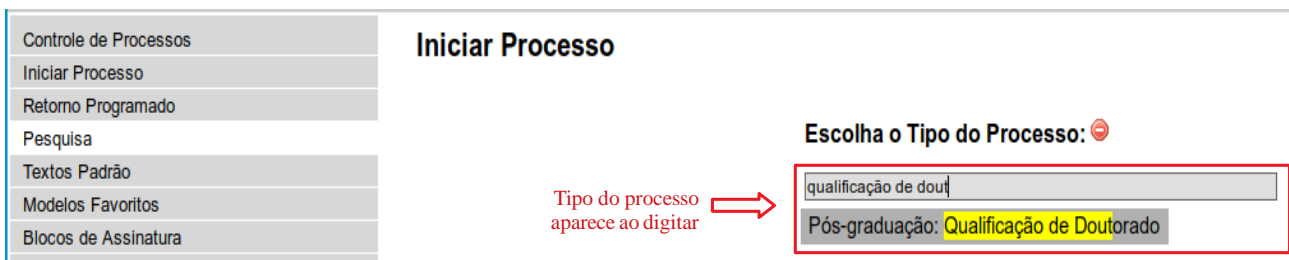 Controle de Processos
Iniciar Processo
Retorno Programado
Pesquisa
Textos Padrão
Modelos Favoritos
Blocos de Assinatura
Iniciar Processo
Escolha o Tipo do Processo:
Tipo do processo
aparece ao digitar
qualificação de dout
Pós-graduação: Qualificação de Doutorado